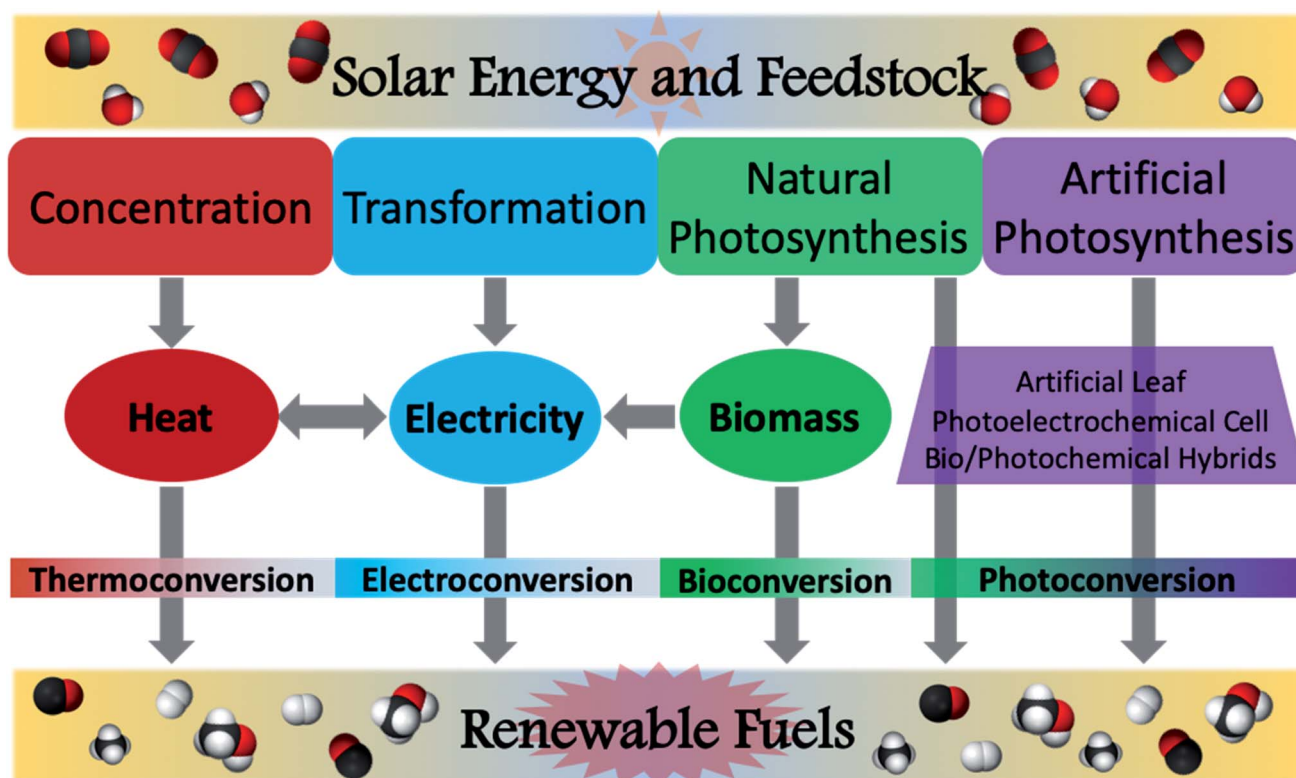 Solar Energy and Feedstock
Concentration
Transformation
Natural
Photosynthesis
Artificial
Photosynthesis
Heat
Electricity
Biomass
Artificial Leaf
Photoelectrochemical Cell
Bio/Photochemical Hybrids
Thermoconversion
Electroconversion
Bioconversion
Photoconversion
Renewable Fuels